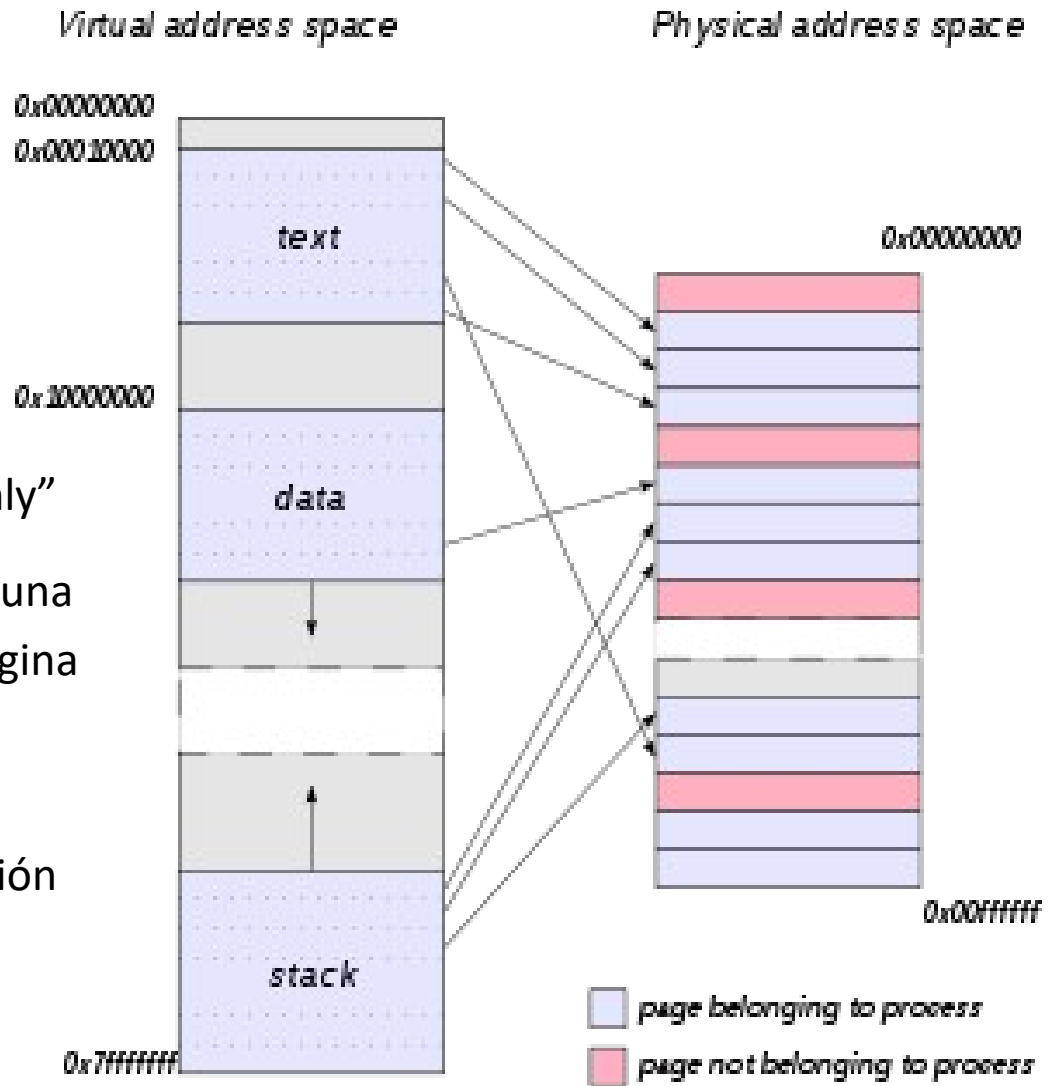 Virtual address space
Physical address space
0x00000000
0x00010000
text
0x00000000
0x10000000
data
nly”
una
gina
ión
stack
0x00ffffff
page belonging to process
page not belonging to process
0x7fffffff